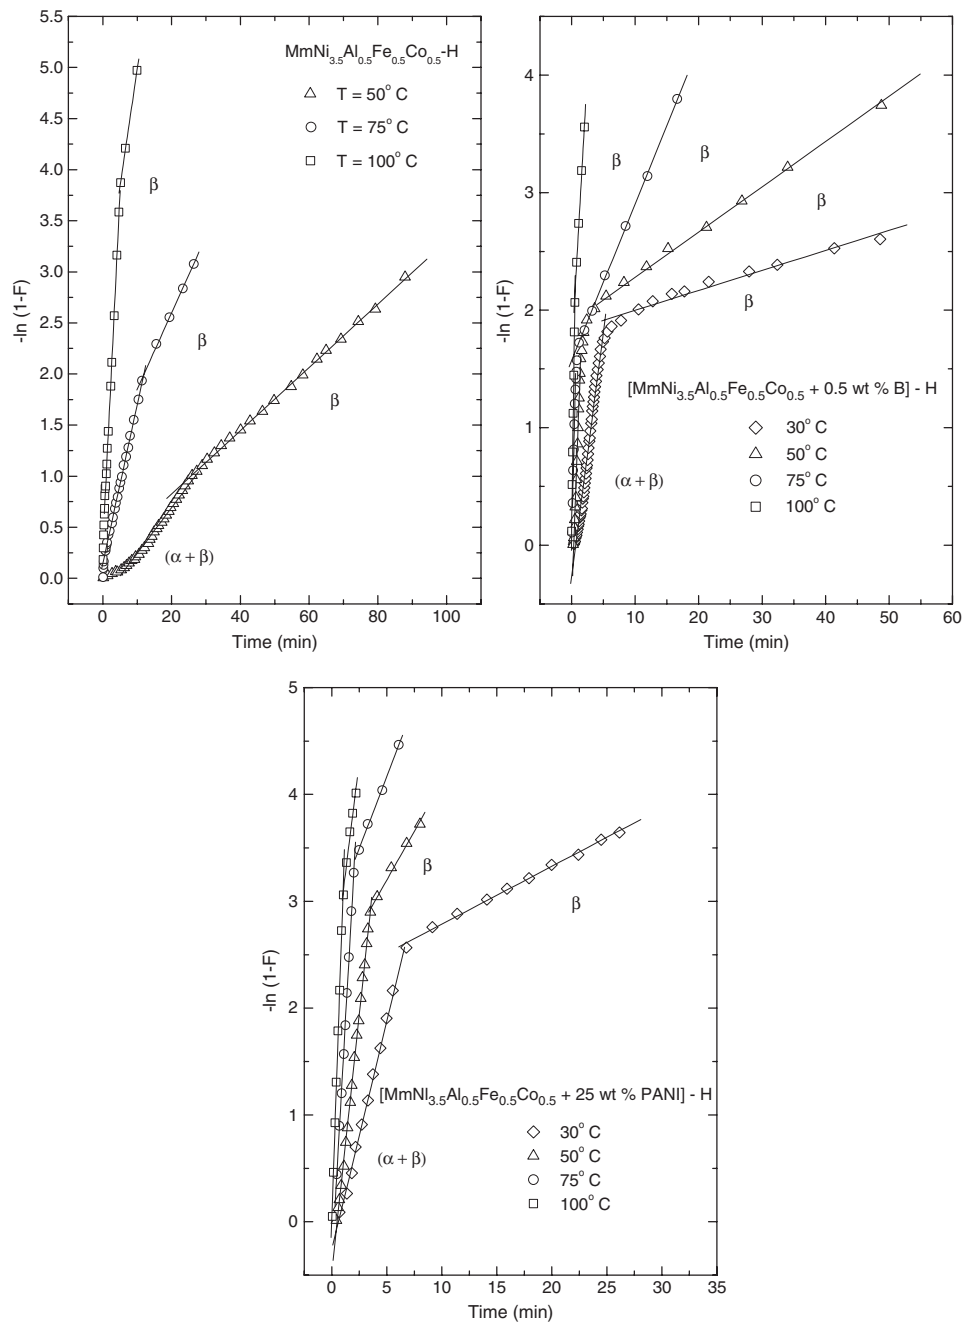 5.5
5.0
4.5
4.0
3.5
3.0
2.5
2.0
1.5
1.0
0.5
0.0
-ln (1-F)
MmNi3.5Al0.5Fe0.5Co0.5-H
T = 50° C
T = 75° C
T = 100° C
β
β
β
(α + β)
0 20 40 60 80 100
Time (min)
4
3
2
1
0
-ln (1-F)
β
β
β
β
[MmNi3.5Al0.5Fe0.5Co0.5 + 0.5 wt % B] - H
30° C
50° C
75° C
100° C
(α + β)
0 10 20 30 40 50 60
Time (min)
5
4
3
2
1
0
-ln (1-F)
β
β
[MmNI3.5Al0.5Fe0.5Co0.5 + 25 wt % PANI] - H
30° C
50° C
75° C
100° C
(α + β)
0 5 10 15 20 25 30 35
Time (min)